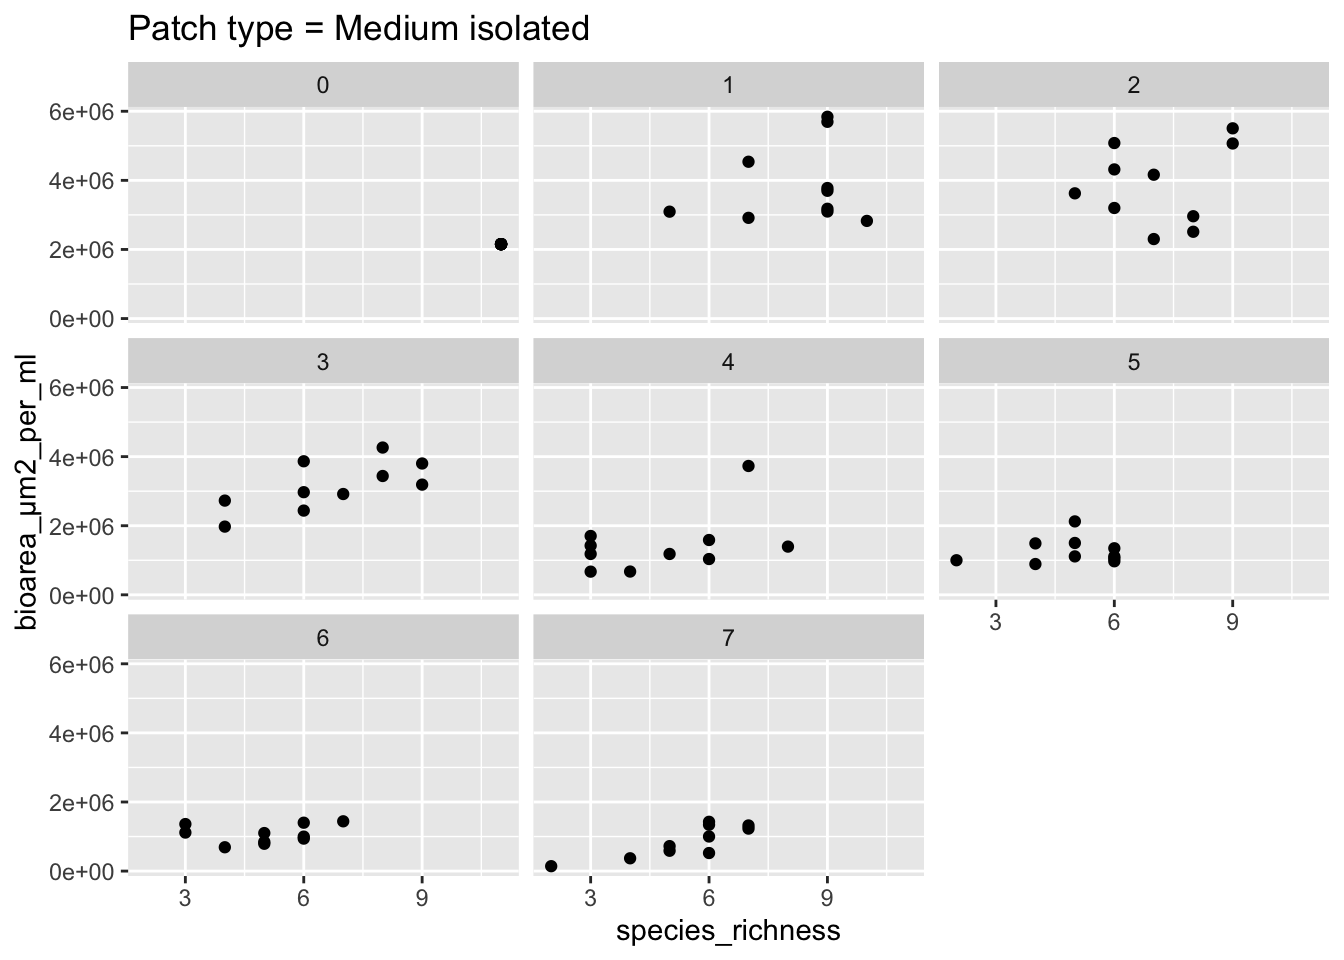 Patch type = Medium isolated
0
1
2
6e+06
4e+06
2e+06
0e+00
3
4
5
6e+06
4e+06
2e+06
0e+00
3 6 9
6
7
6e+06
4e+06
2e+06
0e+00
3 6 9
3 6 9
species_richness
bioarea_µm2_per_ml